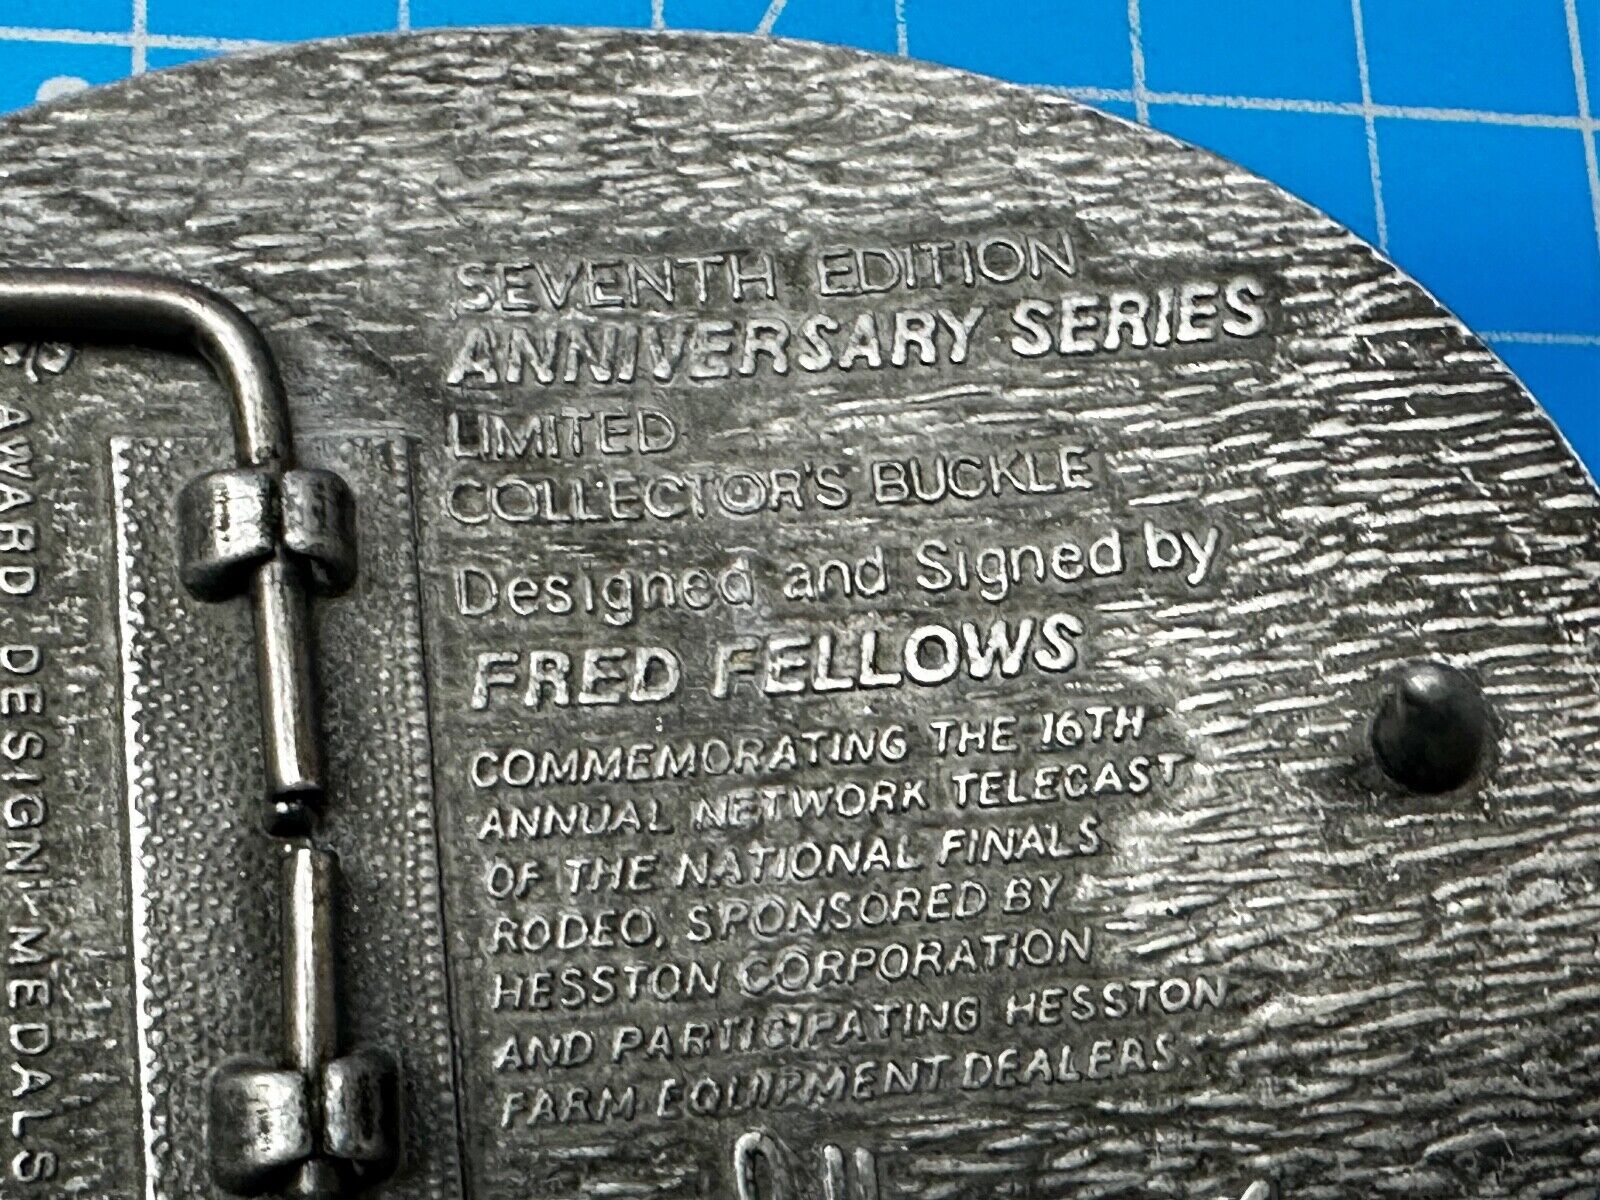 SEVENTH EDITION
ANNIVERSARY SERIES
LIMITED
COLLECTOR'S BUCKLE
Designed and Signed by
FRED FELLOWS
COMMEMORATING THE 16TH
ANNUAL NETWORK TELECAST
OF THE NATIONAL FINALS
RODEO, SPONSORED BY
HESSTON CORPORATION
AND PARTICIPATING HESSTON
FARM EQUIPMENT DEALERS.
AWARD DESIGN MEDALS